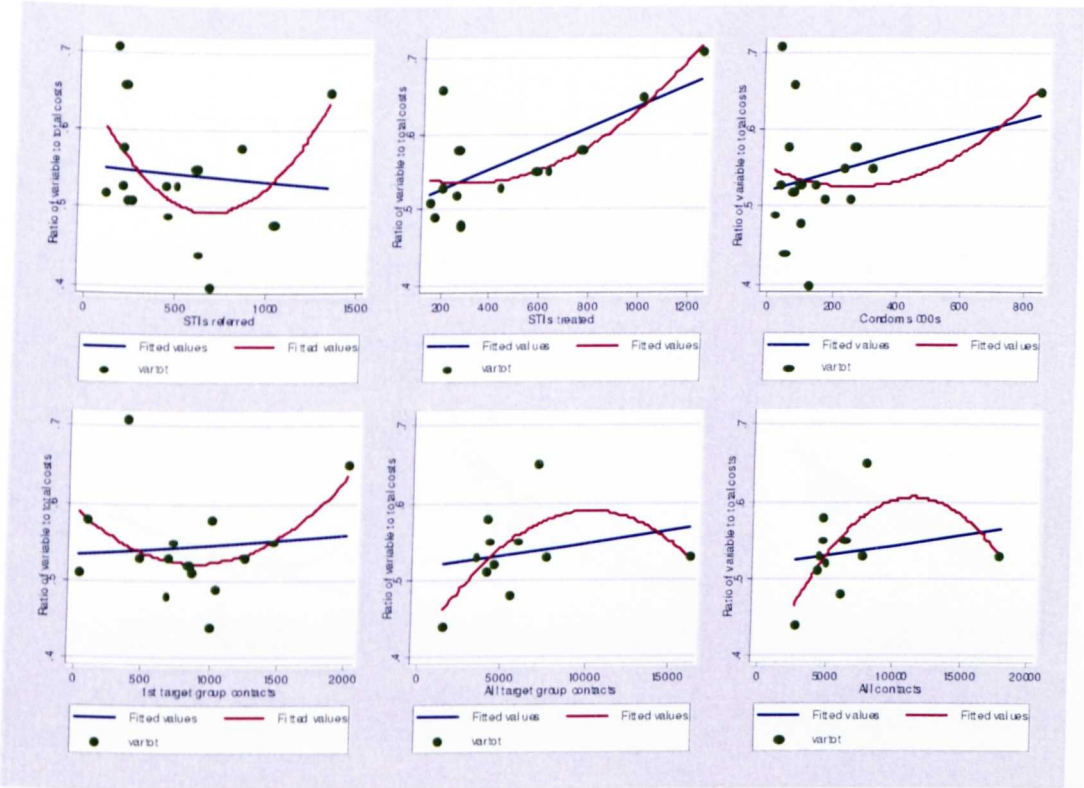 .7
.6
.5
.4
Ratio of variable to total costs
0 5000 1000 1500
STIs referred
Fitted values Fitted values
vartot
.7
.6
.5
.4
Ratio of variable to total costs
200 400 600 800 1000 1200
STIs treated
Fitted values Fitted values
vartot
.7
.6
.5
.4
Ratio of variable to total costs
0 200 400 600 800
Condoms 000s
Fitted values Fitted values
vartot
.7
.6
.5
.4
Ratio of variable to total costs
0 5000 10000 15000 2000
1st target group contacts
Fitted values Fitted values
vartot
.7
.6
.5
.4
Ratio of variable to total costs
0 5000 10000 15000
All target group contacts
Fitted values Fitted values
vartot
.7
.6
.5
.4
Ratio of variable to total costs
0 5000 10000 15000 20000
All contacts
Fitted values Fitted values
vartot